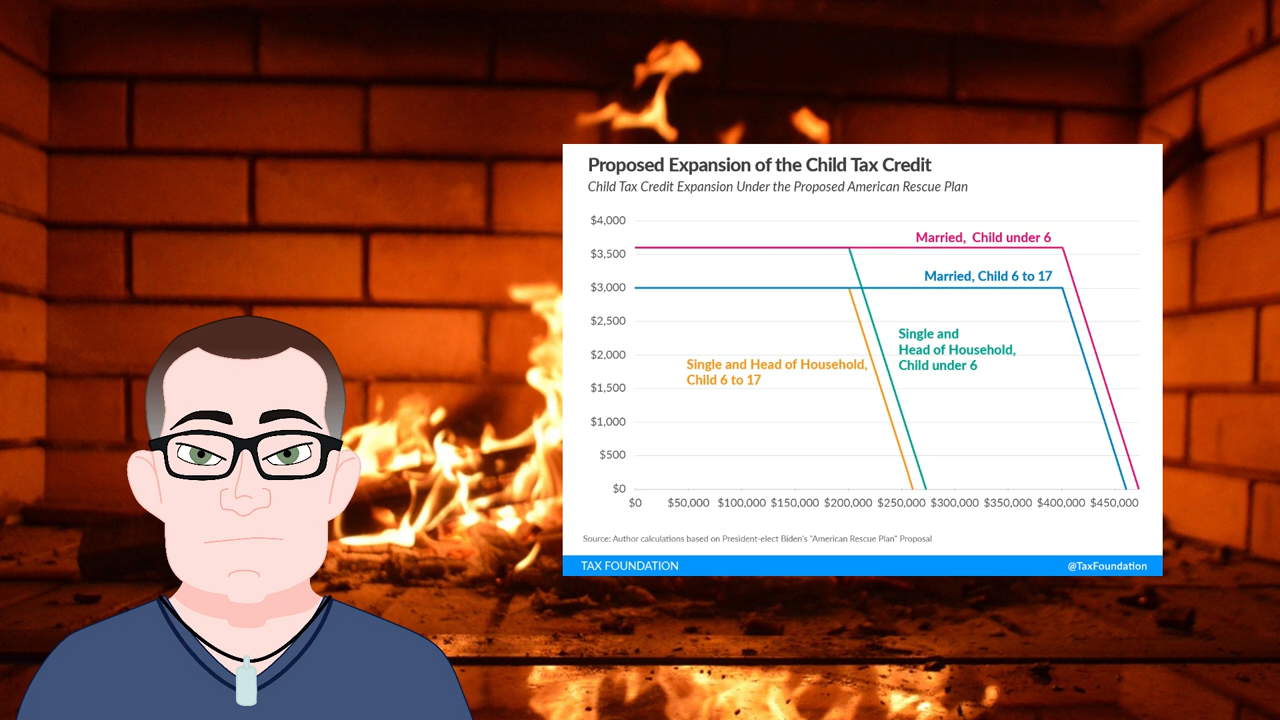 Proposed Expansion of the Child Tax Credit
Child Tax Credit Expansion Under the Proposed American Rescue Plan
$4,000
Married,  Child under 6
$3,500
Married, Child 6 to 17
$3,000
$2,500
Single and
Head of Household,
Child under 6
$2,000
Single and Head of Household,
Child 6 to 17
$1,500
$1,000
$500
$0
$0 $50,000 $100,000 $150,000 $200,000 $250,000 $300,000 $350,000 $400,000 $450,000
Source: Author calculations based on President-elect Biden's "American Rescue Plan" Proposal
TAX FOUNDATION @TaxFoundation